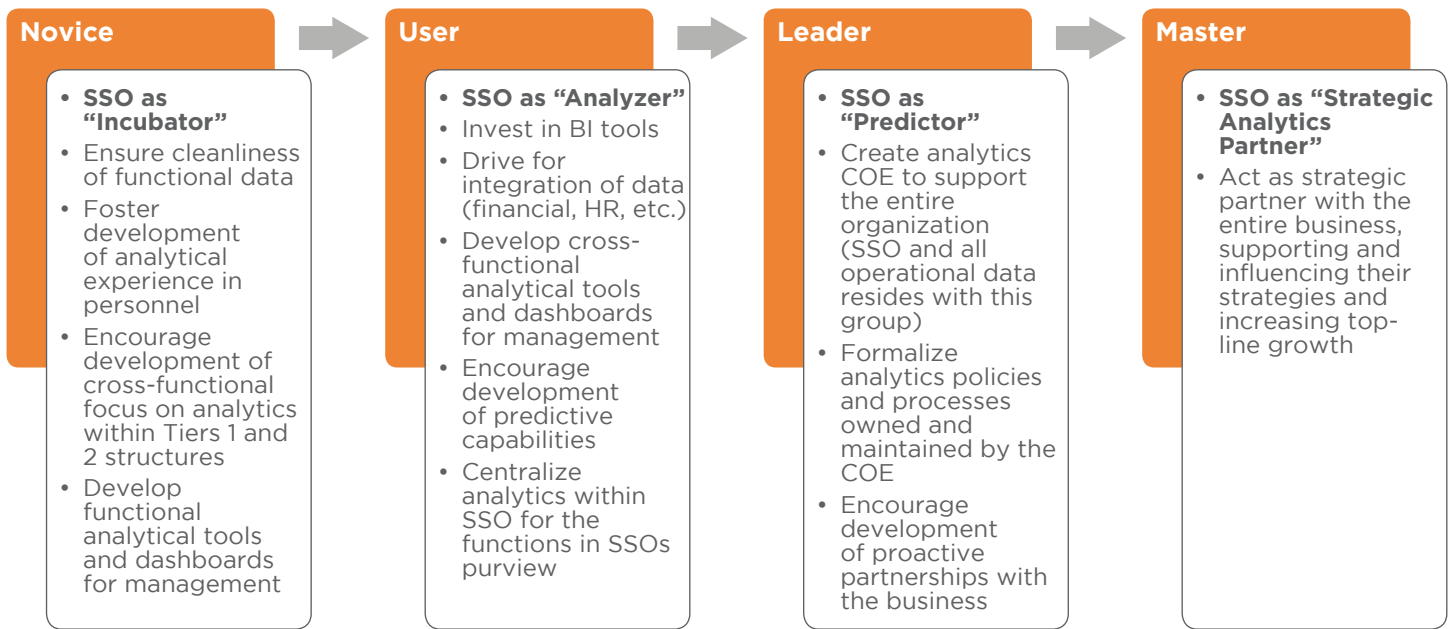 Novice
• SSO as
“Incubator”
• Ensure cleanliness
of functional data
• Foster
development
of analytical
experience in
personnel
• Encourage
development of
cross-functional
focus on analytics
within Tiers 1 and
2 structures
• Develop
functional
analytical tools
and dashboards
for management
User
• SSO as “Analyzer”
• Invest in BI tools
• Drive for
integration of data
(financial, HR, etc.)
• Develop cross-
functional
analytical tools
and dashboards
for management
• Encourage
development
of predictive
capabilities
• Centralize
analytics within
SSO for the
functions in SSOs
purview
Leader
• SSO as
“Predictor”
• Create analytics
COE to support
the entire
organization
(SSO and all
operational data
resides with this
group)
• Formalize
analytics policies
and processes
owned and
maintained by the
COE
• Encourage
development
of proactive
partnerships with
the business
Master
• SSO as “Strategic
Analytics
Partner”
• Act as strategic
partner with the
entire business,
supporting and
influencing their
strategies and
increasing top-
line growth